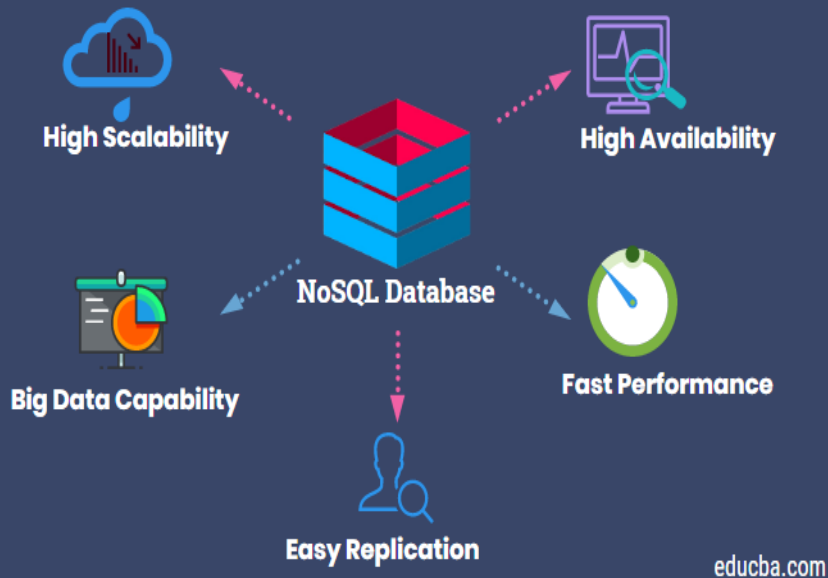 High Scalability
High Availability
NoSQL Database
Big Data Capability
Fast Performance
Easy Replication
educba.com